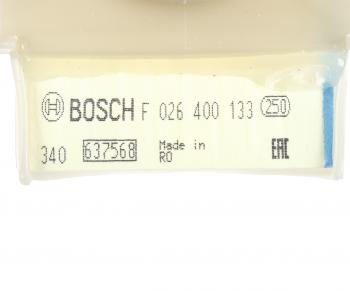 BOSCH F 026 400 133 250
340 637568 Made in RO EAC